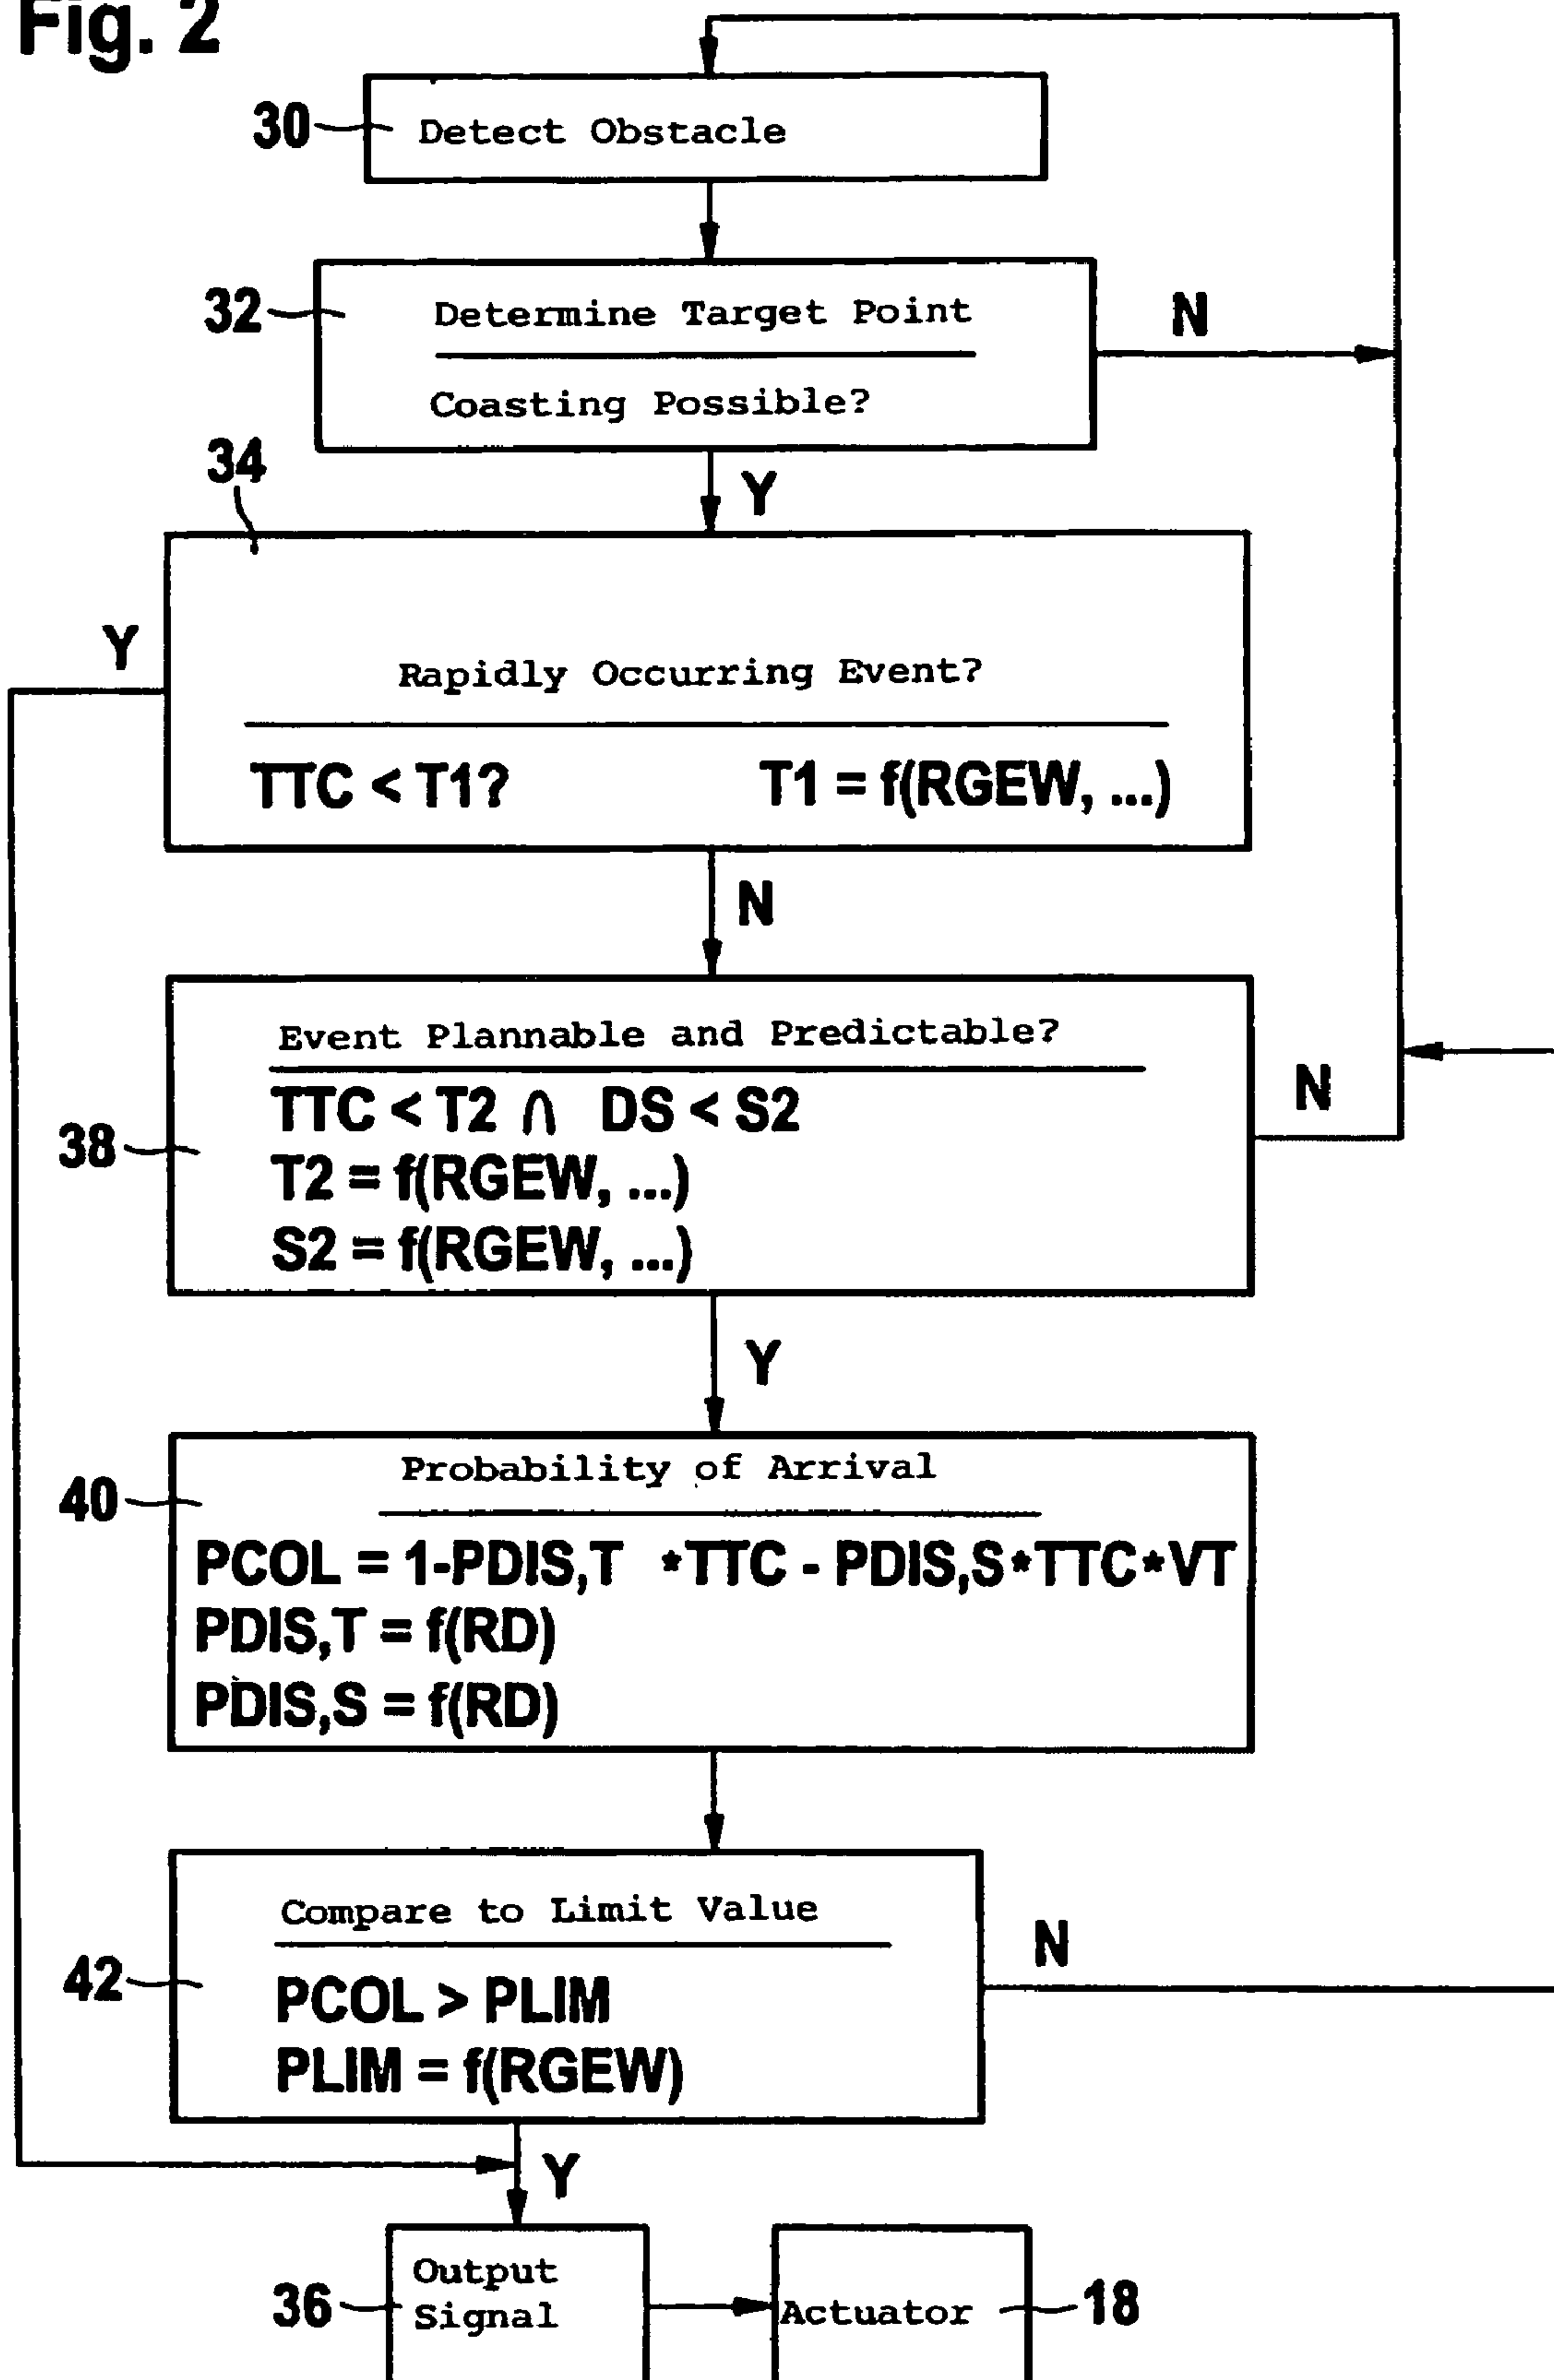 Fig. 2
30
Detect Obstacle
32
Determine Target Point
N
Coasting Possible?
34
Y
Y
Rapidly Occurring Event?
TTC < T1? T1 = f(RGEW, ...)
N
Event Plannable and Predictable?
TTC < T2 ∩ DS < S2
N
38
T2 = f(RGEW, ...)
S2 = f(RGEW, ...)
Y
Probability of Arrival
40
PCOL = 1-PDIS,T *TTC - PDIS,S*TTC*VT
PDIS,T = f(RD)
PDIS,S = f(RD)
Compare to Limit Value
N
42
PCOL > PLIM
PLIM = f(RGEW)
Y
36
Output
Signal
Actuator
18